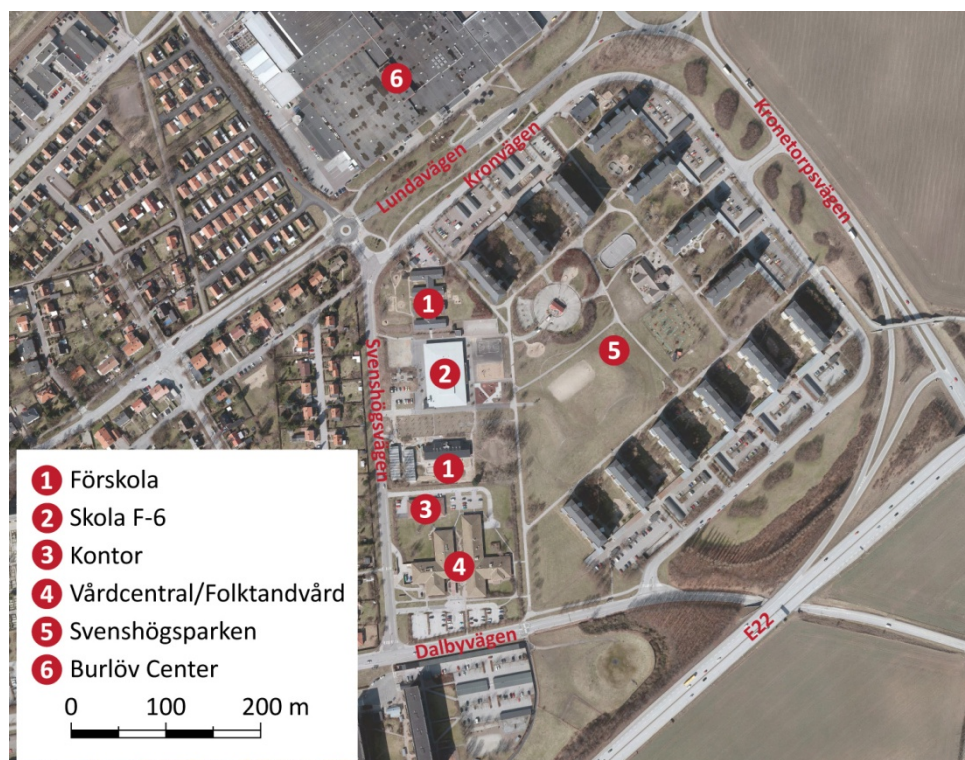 6
Lundavägen
Kronvägen
Kronetorpsvägen
1
5
2
Svenshögsvägen
1
3
4
Dalbyvägen
E22
1 Förskola
2 Skola F-6
3 Kontor
4 Vårdcentral/Folktandvård
5 Svenshögsparken
6 Burlöv Center
0 100 200 m